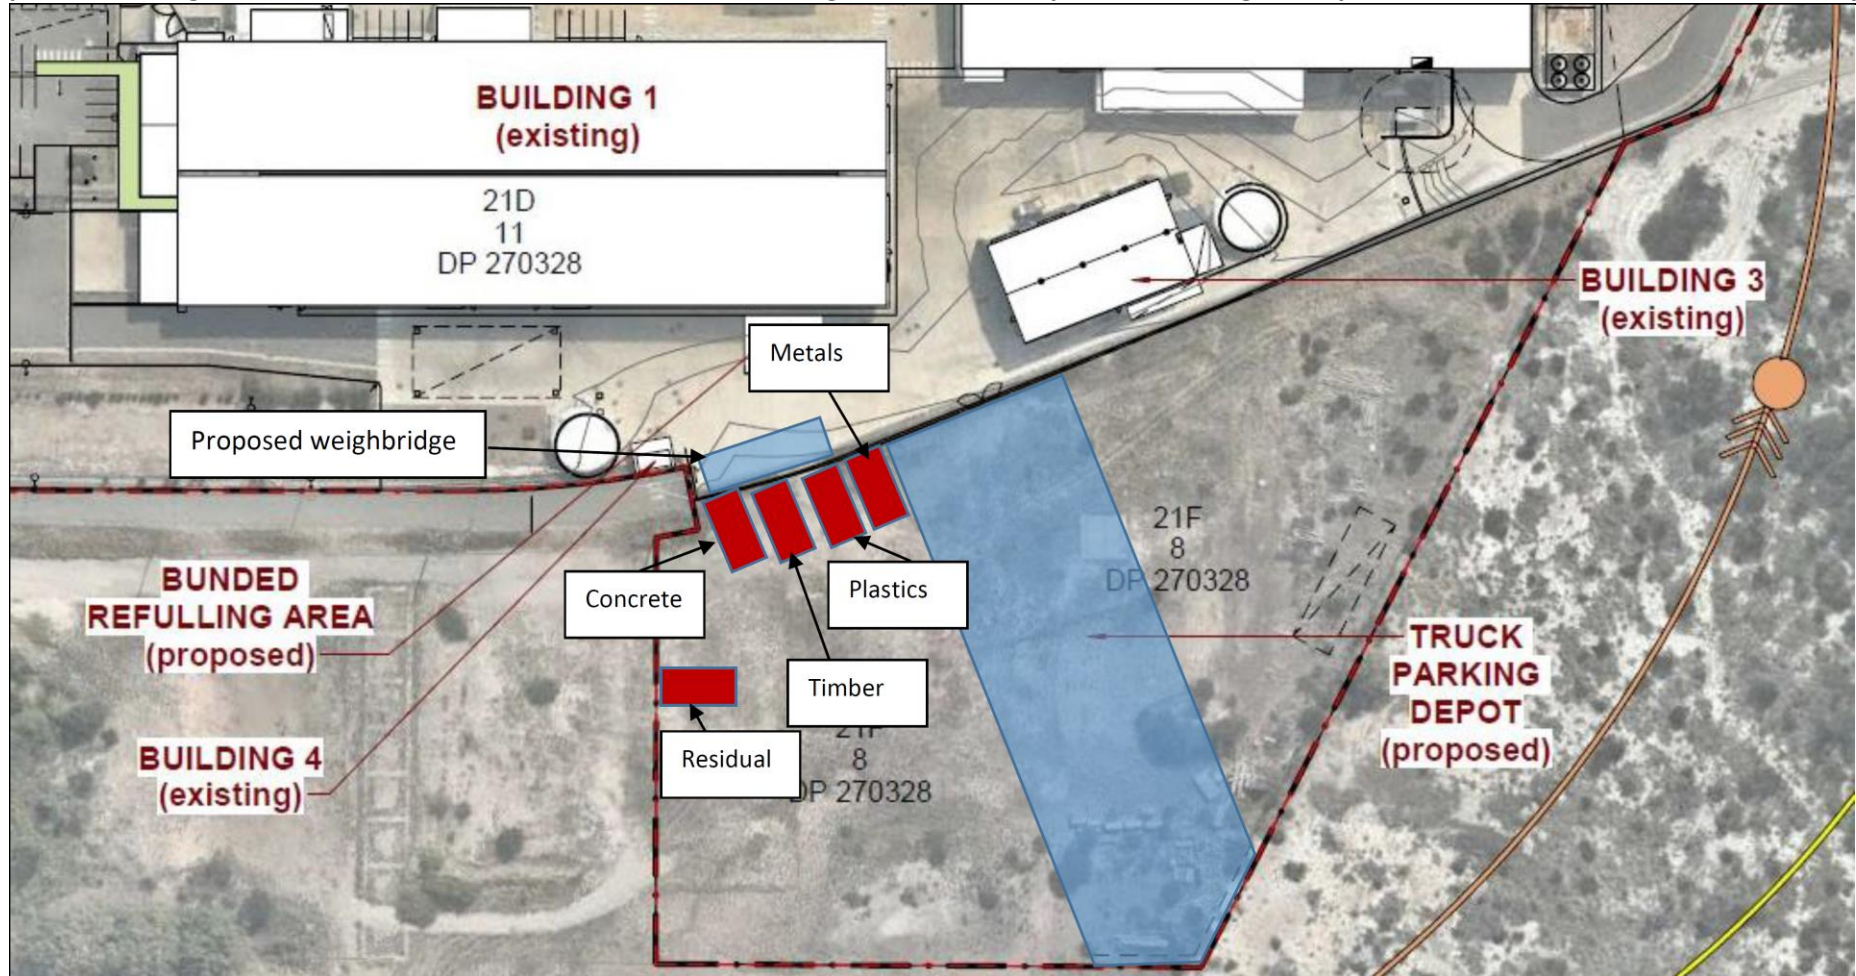 BUILDING 1
(existing)
21D
11
DP 270328
BUILDING 3
(existing)
Metals
Proposed weighbridge
21F
8
DP 270328
BUNDED
REFULLING AREA
(proposed)
Concrete
Plastics
Timber
TRUCK
PARKING
DEPOT
(proposed)
BUILDING 4
(existing)
Residual
21F
8
DP 270328